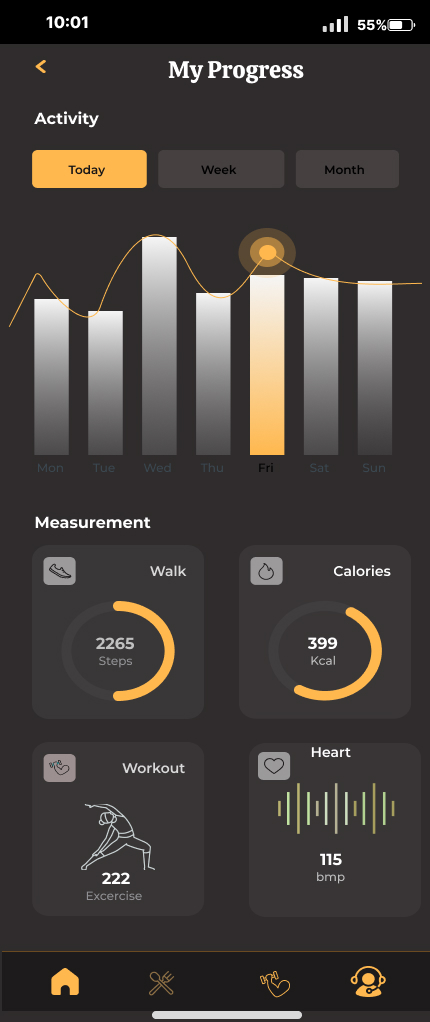 10:01
55%
My Progress
Activity
Today Week Month
Mon Tue Wed Thu Fri Sat Sun
Measurement
Walk
2265
Steps
Calories
399
Kcal
Workout
222
Excercise
Heart
115
bmp